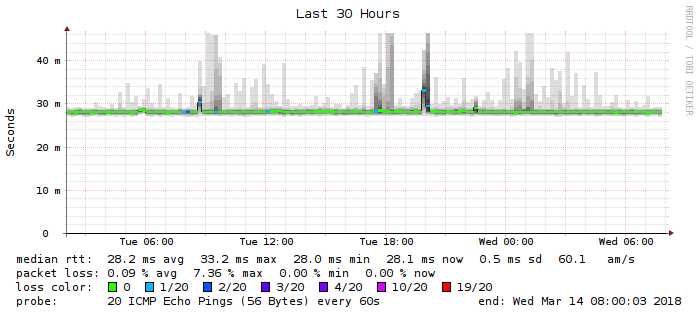 Last 30 Hours
RRDTOOL / TOBI OETIKER
Seconds
40 m
30 m
20 m
10 m
0
Tue 06:00 Tue 12:00 Tue 18:00 Wed 00:00 Wed 06:00
median rtt: 28.2 ms avg 33.2 ms max 28.0 ms min 28.1 ms now 0.5 ms sd 60.1 am/s
packet loss: 0.09 % avg 7.36 % max 0.00 % min 0.00 % now
loss color: 0 1/20 2/20 3/20 4/20 10/20 19/20
probe: 20 ICMP Echo Pings (56 Bytes) every 60s end: Wed Mar 14 08:00:03 2018